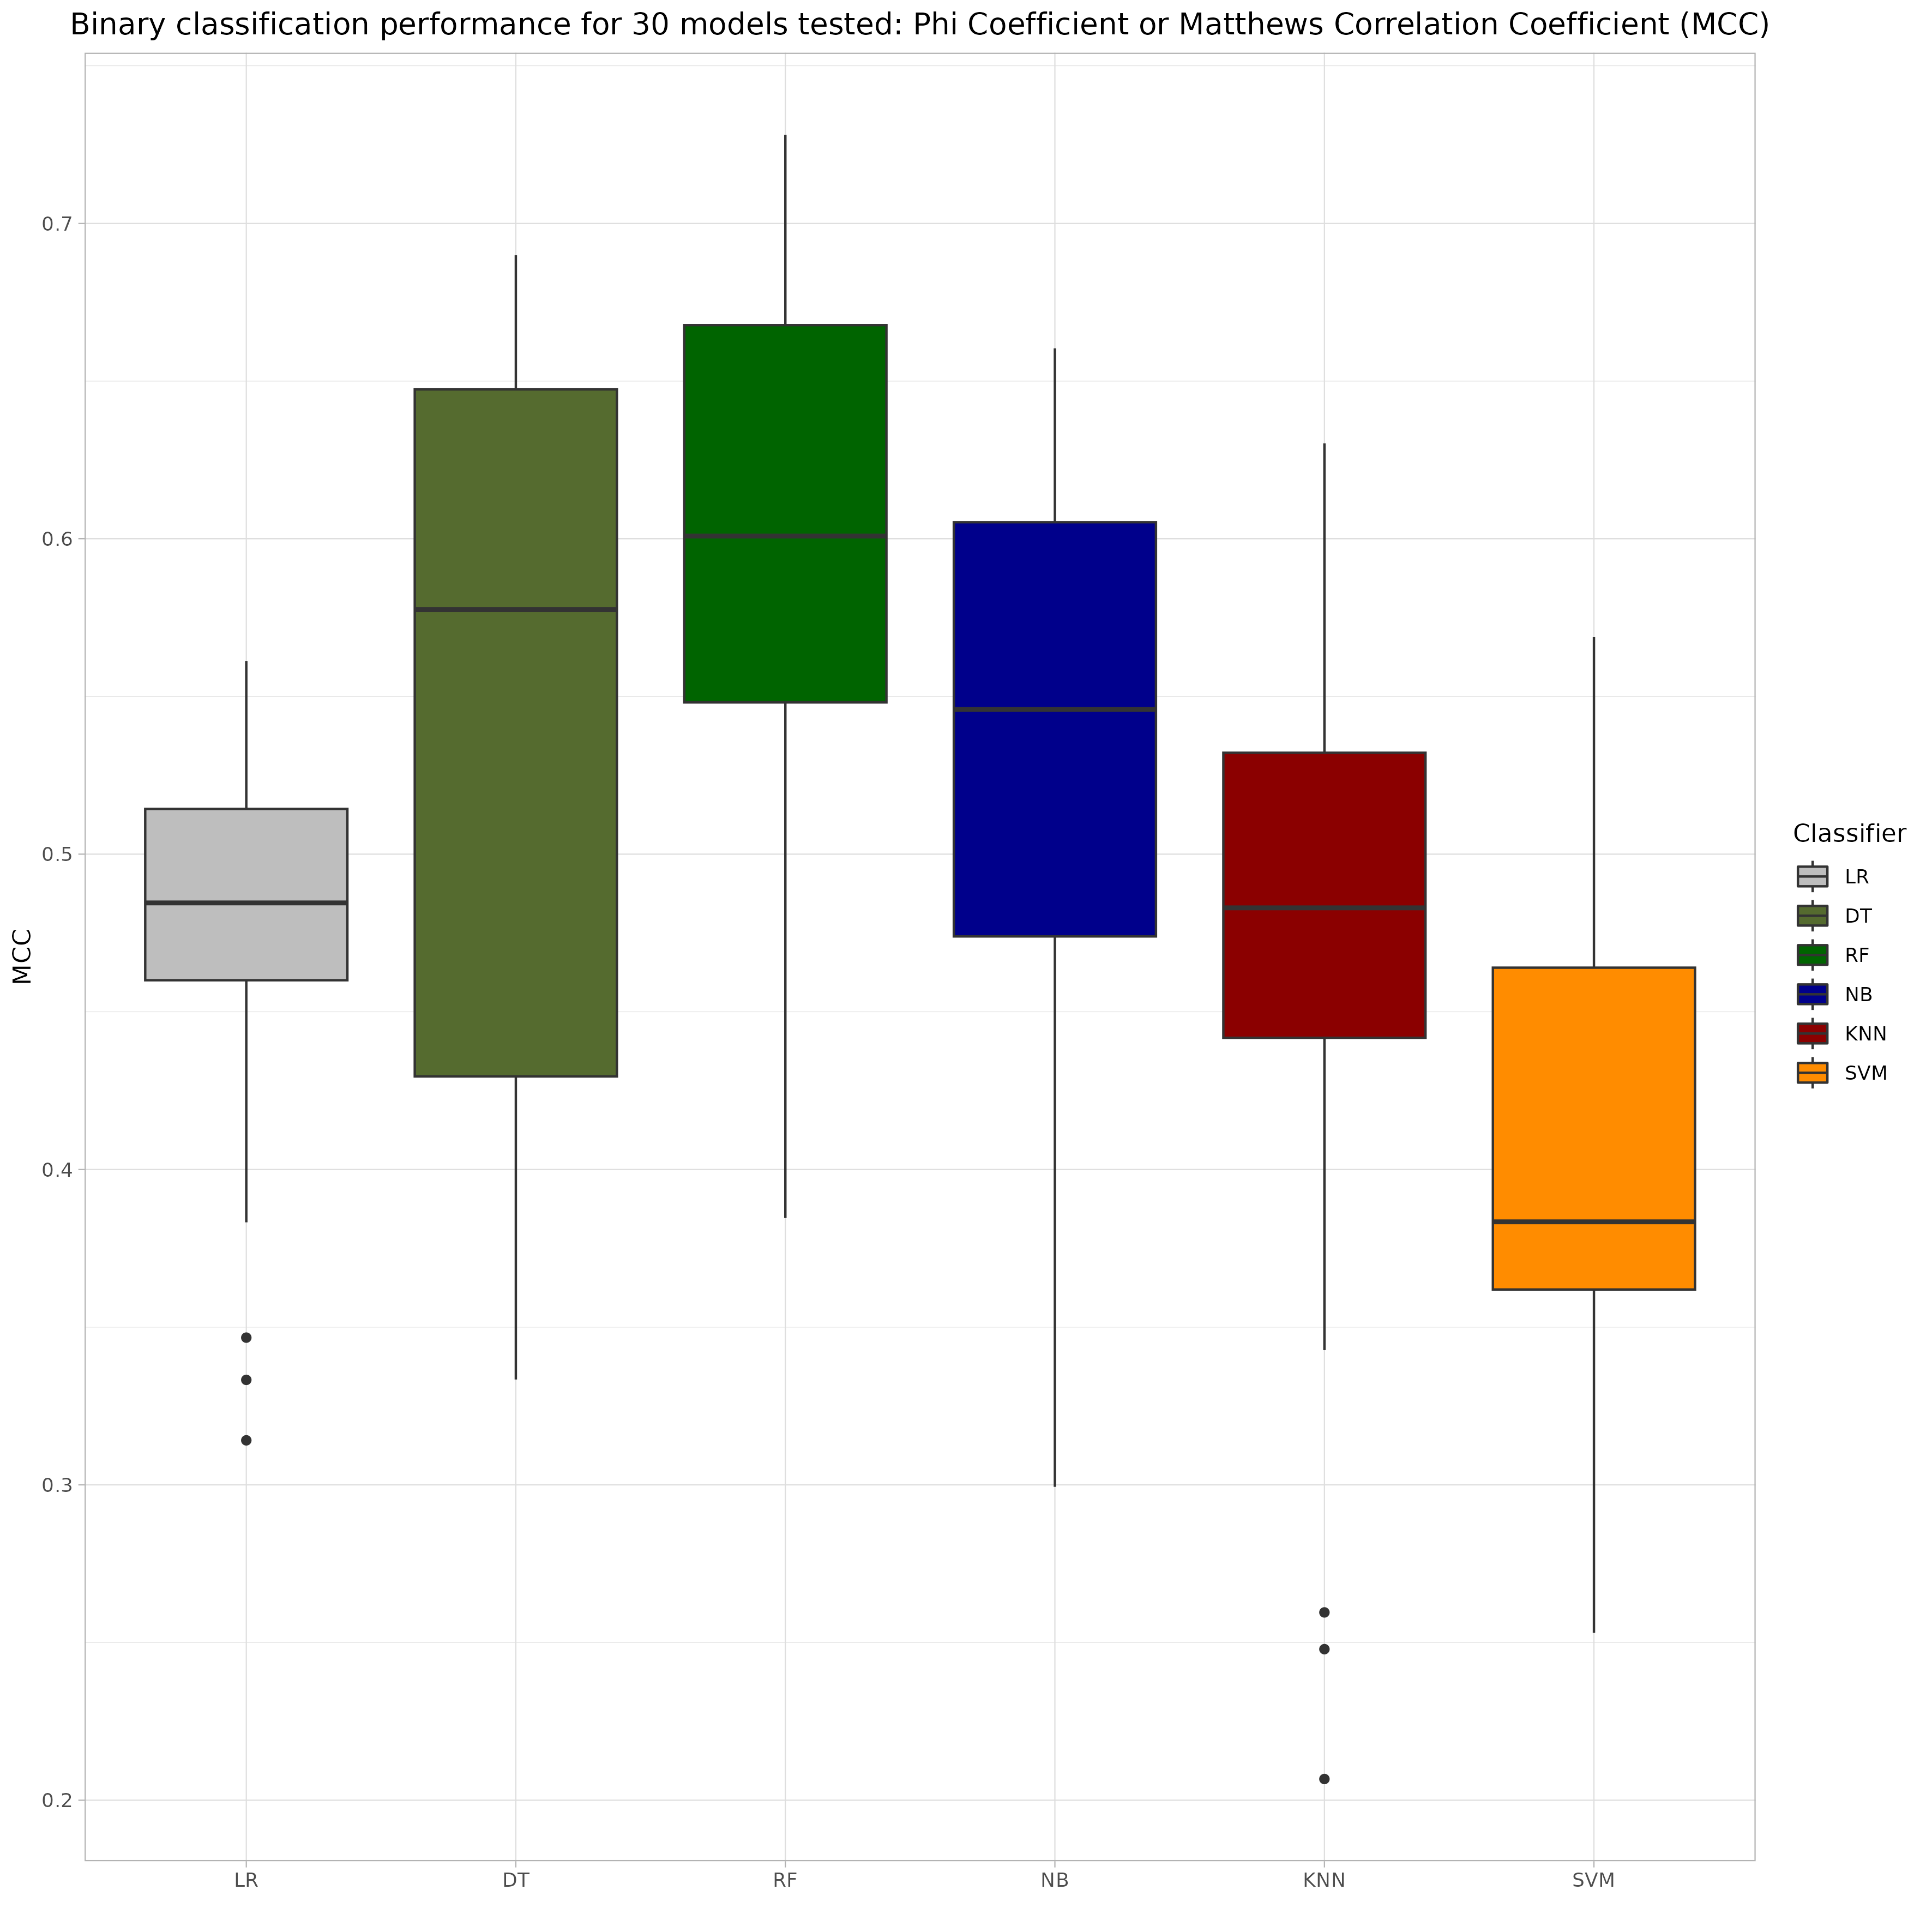 Binary classification performance for 30 models tested: Phi Coefficient or Matthews Correlation Coefficient (MCC)
0.7
0.6
0.5
0.4
0.3
0.2
MCC
LR
DT
RF
NB
KNN
SVM
Classifier
LR
DT
RF
NB
KNN
SVM